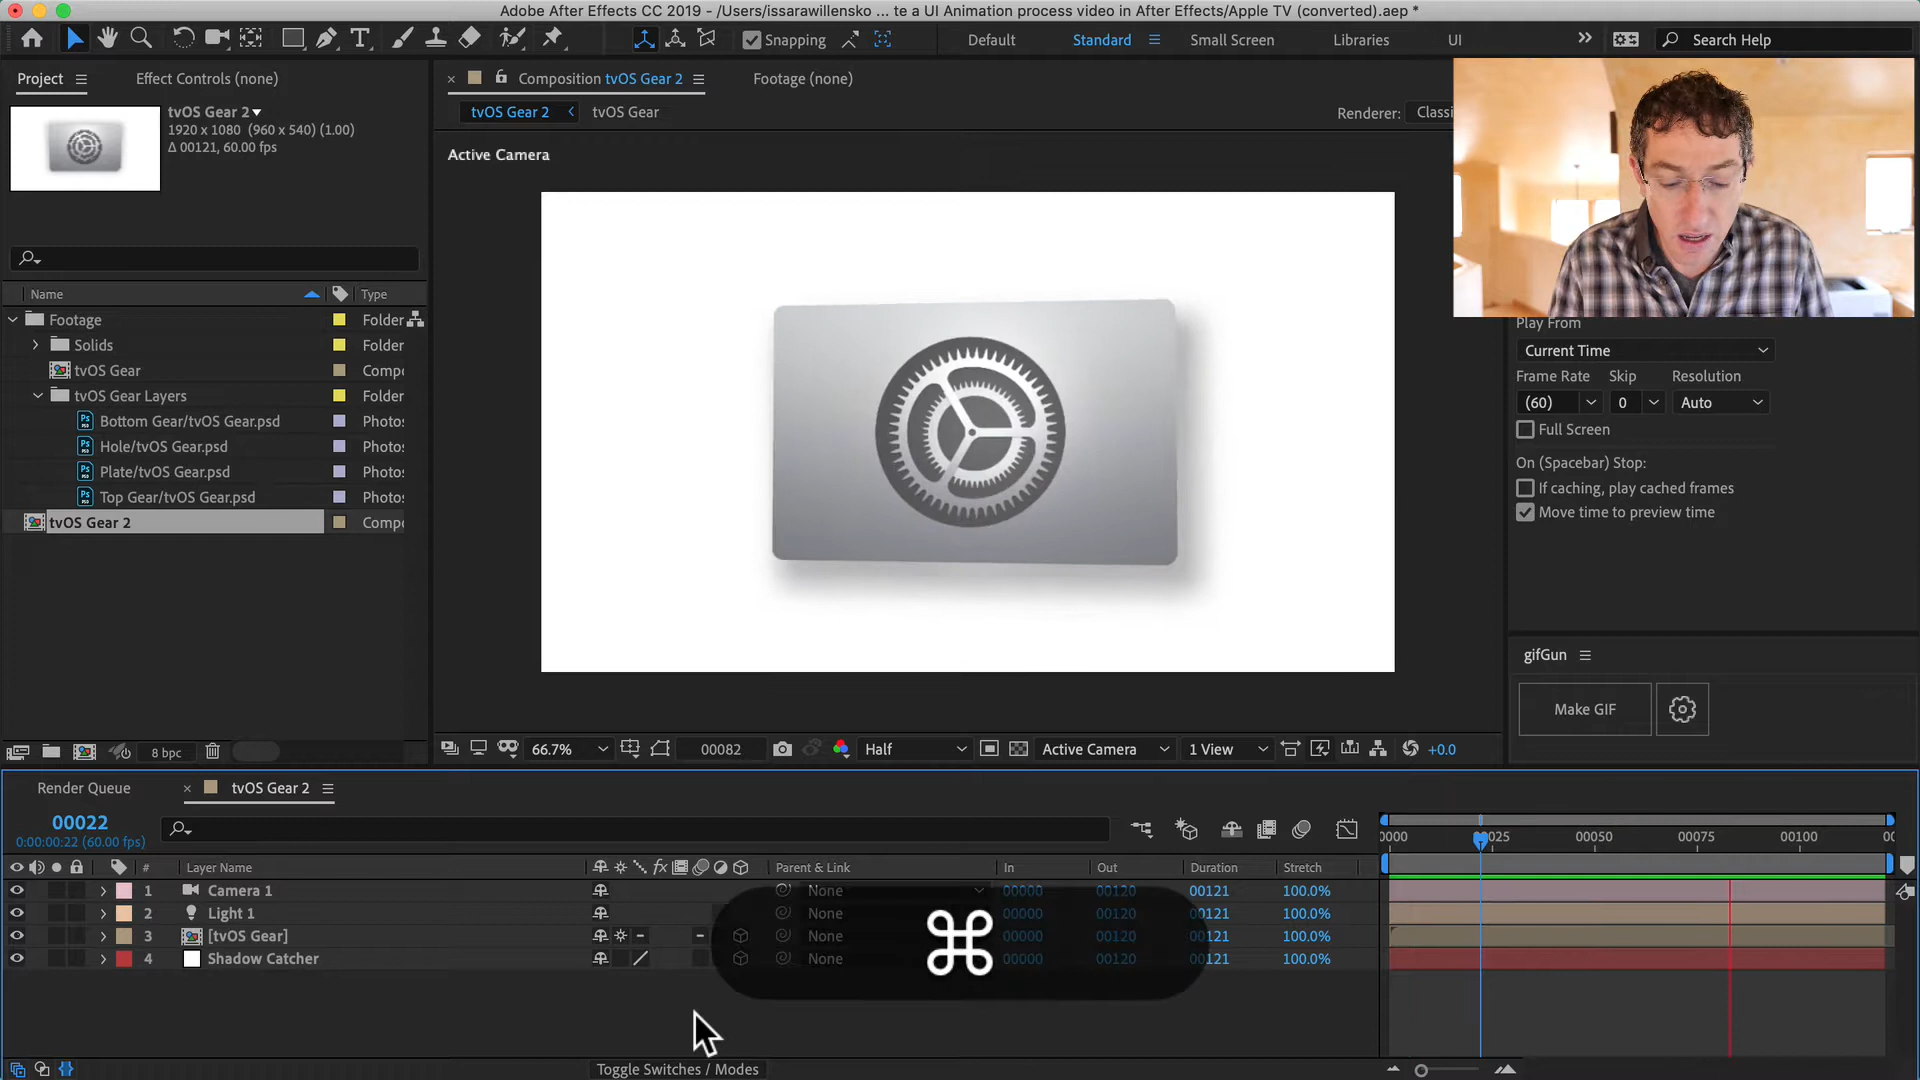 Adobe After Effects CC 2019 - /Users/issarawillensko ... te a UI Animation process video in After Effects/Apple TV (converted).aep *
Snapping
Default
Standard
Small Screen
Libraries
UI
Search Help
Project
Effect Controls (none)
Composition tvOS Gear 2
Footage (none)
tvOS Gear 2
1920 x 1080 (960 x 540) (1.00)
Δ 00121, 60.00 fps
tvOS Gear 2
tvOS Gear
Renderer:
Classi
Active Camera
Name
Type
Footage
Folder
Solids
Folder
tvOS Gear
Compo
tvOS Gear Layers
Folder
Bottom Gear/tvOS Gear.psd
Photos
Hole/tvOS Gear.psd
Photos
Plate/tvOS Gear.psd
Photos
Top Gear/tvOS Gear.psd
Photos
tvOS Gear 2
Compo
Play From
Current Time
Frame Rate
Skip
Resolution
(60)
0
Auto
Full Screen
On (Spacebar) Stop:
If caching, play cached frames
Move time to preview time
gifGun
Make GIF
8 bpc
66.7%
00082
Half
Active Camera
1 View
+0.0
Render Queue
tvOS Gear 2
00022
0:00:00:22 (60.00 fps)
0000
00025
00050
00075
00100
00
#
Layer Name
fx
Parent & Link
In
Out
Duration
Stretch
1
Camera 1
None
00000
00120
00121
100.0%
2
Light 1
None
00000
00120
00121
100.0%
3
[tvOS Gear]
None
00000
00120
00121
100.0%
4
Shadow Catcher
None
00000
00120
00121
100.0%
⌘
Toggle Switches / Modes